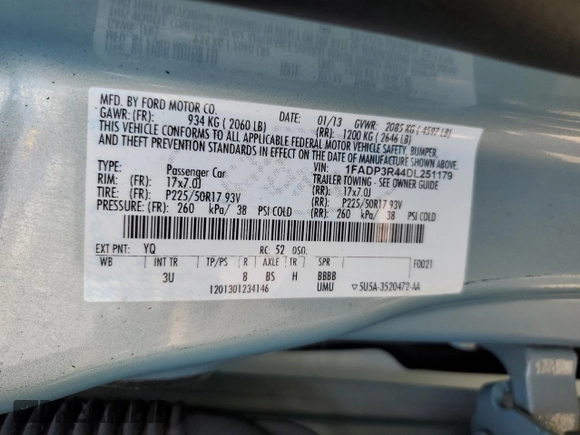 MFD. BY FORD MOTOR CO.
DATE: 01/13 GVWR: 2085 KG ( 4597 LB)
GAWR: (FR): 934 KG ( 2060 LB) (RR): 1200 KG ( 2646 LB)
THIS VEHICLE CONFORMS TO ALL APPLICABLE FEDERAL MOTOR VEHICLE SAFETY, BUMPER,
AND THEFT PREVENTION STANDARDS IN EFFECT ON THE DATE OF MANUFACTURE SHOWN ABOVE.
VIN: 1FADP3R44DL251179
TYPE: Passenger Car TRAILER TOWING - SEE OWNER GUIDE
RIM: (FR): 17x7.0J (RR): 17x7.0J
TIRE: (FR): P225/50R17 93V (RR): P225/50R17 93V
PRESSURE: (FR): 260 kPa/ 38 PSI COLD (RR): 260 kPa/ 38 PSI COLD
EXT PNT: YQ RC: 52 DSO: F0021
WB INT TR TP/PS R AXLE TR SPR
3U 8 BS H BBBB
1201301234146 UMU ▽5U5A-3520472-AA